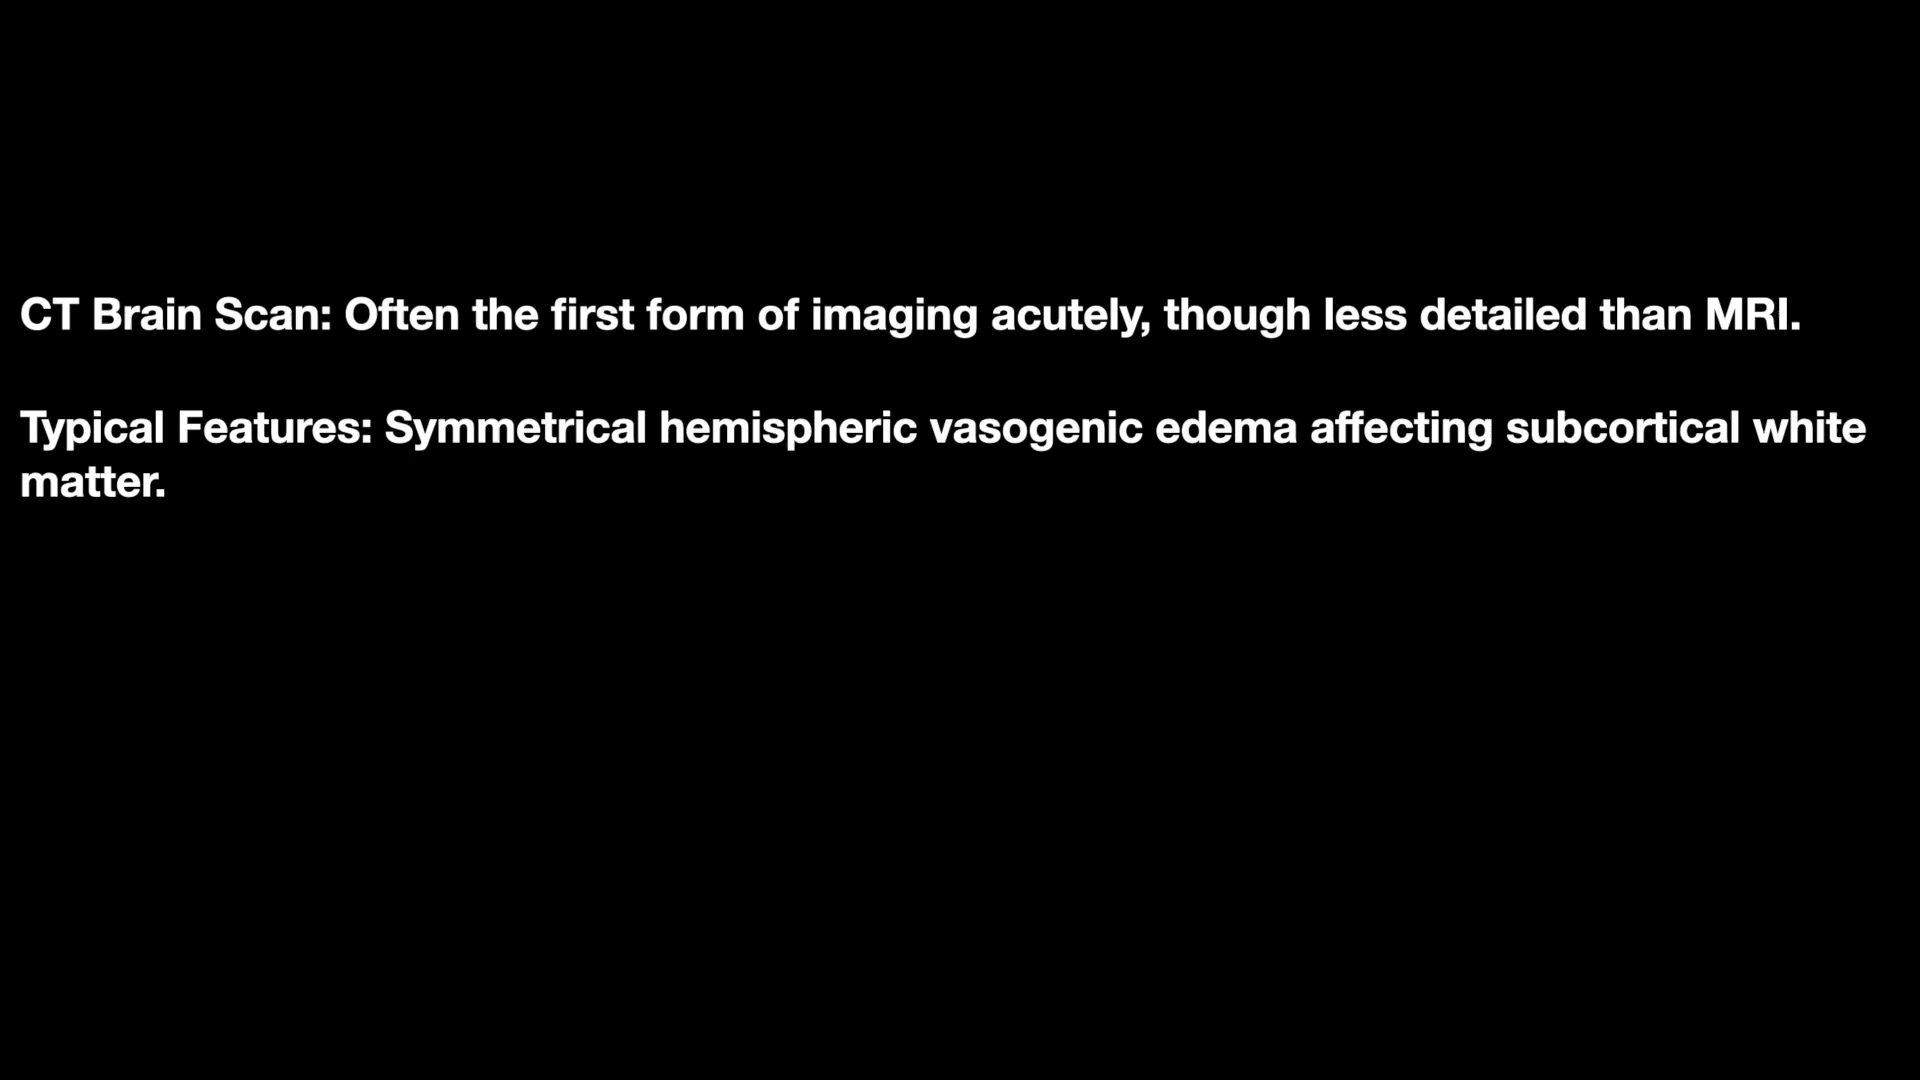 CT Brain Scan: Often the first form of imaging acutely, though less detailed than MRI.
Typical Features: Symmetrical hemispheric vasogenic edema affecting subcortical white
matter.